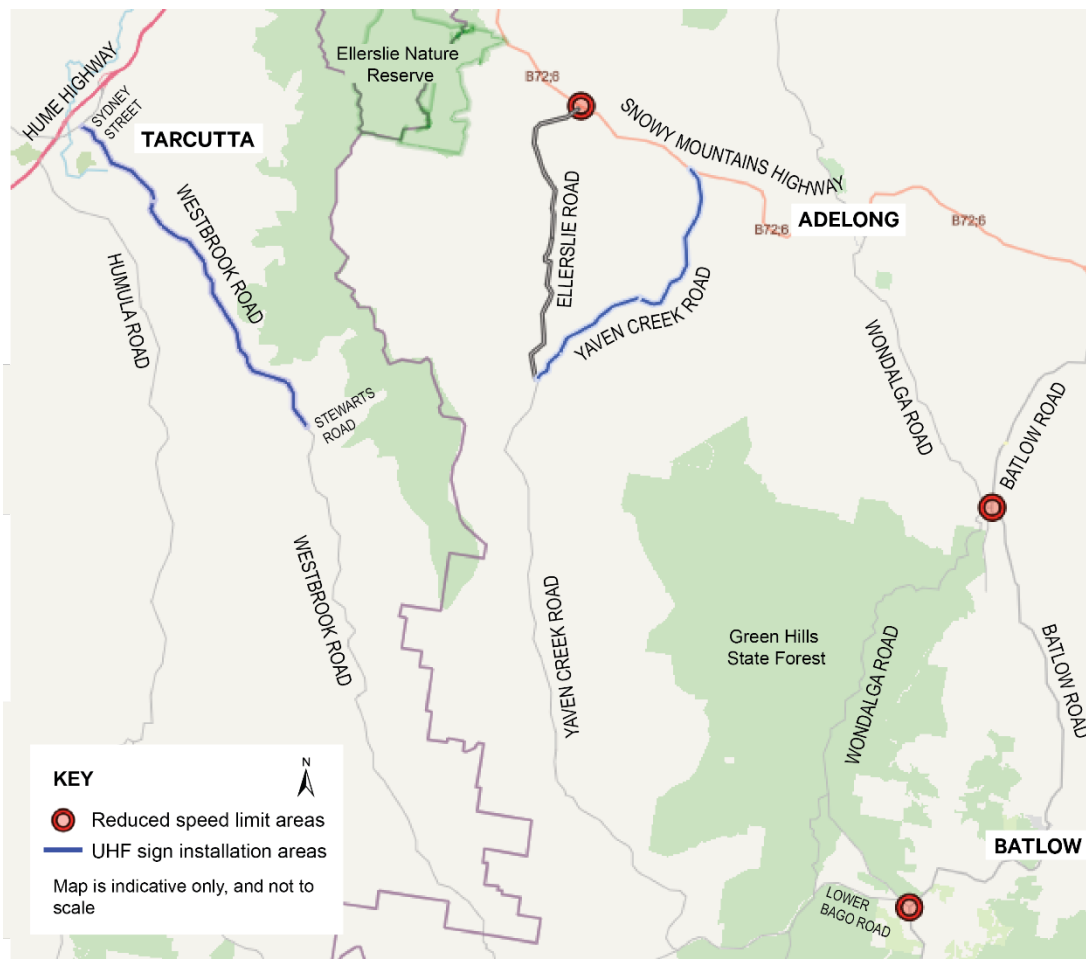 Ellerslie Nature
Reserve
HUME HIGHWAY
SYDNEY
STREET
TARCUTTA
B72;6
SNOWY MOUNTAINS HIGHWAY
ADELONG
B72;6
B72;6
WESTBROOK ROAD
HUMULA ROAD
ELLERSLIE ROAD
YAVEN CREEK ROAD
WONDALGA ROAD
STEWARTS
ROAD
BATLOW ROAD
WESTBROOK ROAD
YAVEN CREEK ROAD
Green Hills
State Forest
WONDALGA ROAD
BATLOW ROAD
BATLOW
LOWER
BAGO ROAD
KEY
N
Reduced speed limit areas
UHF sign installation areas
Map is indicative only, and not to
scale